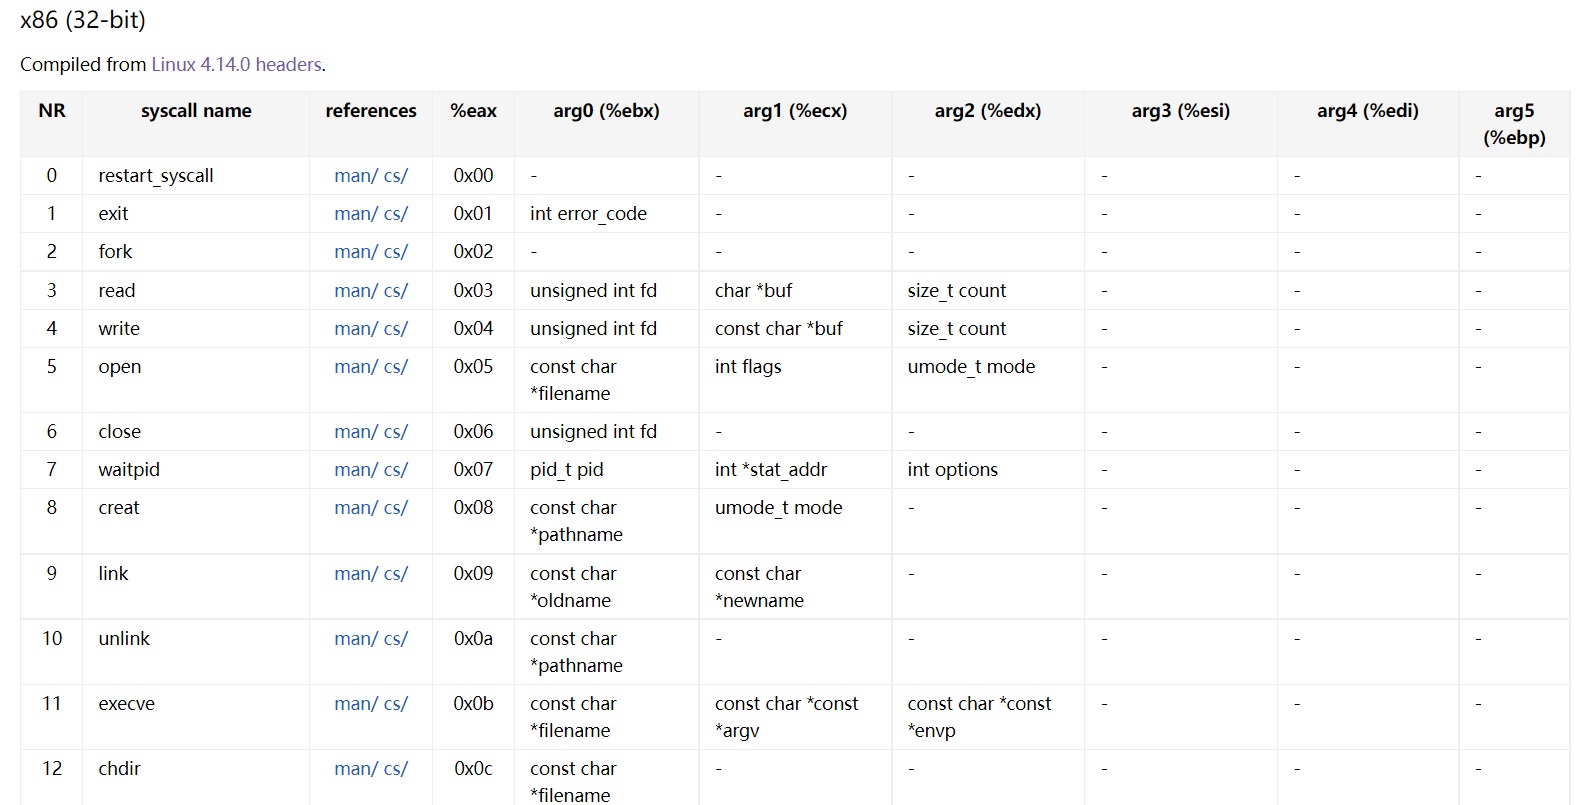 x86 (32-bit)
Compiled from Linux 4.14.0 headers.
NR syscall name references %eax arg0 (%ebx) arg1 (%ecx) arg2 (%edx) arg3 (%esi) arg4 (%edi) arg5
(%ebp)
0 restart_syscall man/ cs/ 0x00 - - - - - -
1 exit man/ cs/ 0x01 int error_code - - - - -
2 fork man/ cs/ 0x02 - - - - - -
3 read man/ cs/ 0x03 unsigned int fd char *buf size_t count - - -
4 write man/ cs/ 0x04 unsigned int fd const char *buf size_t count - - -
5 open man/ cs/ 0x05 const char int flags umode_t mode - - -
*filename
6 close man/ cs/ 0x06 unsigned int fd - - - - -
7 waitpid man/ cs/ 0x07 pid_t pid int *stat_addr int options - - -
8 creat man/ cs/ 0x08 const char umode_t mode - - - -
*pathname
9 link man/ cs/ 0x09 const char const char - - - -
*oldname *newname
10 unlink man/ cs/ 0x0a const char - - - - -
*pathname
11 execve man/ cs/ 0x0b const char const char *const const char *const - - -
*filename *argv *envp
12 chdir man/ cs/ 0x0c const char - - - - -
*filename